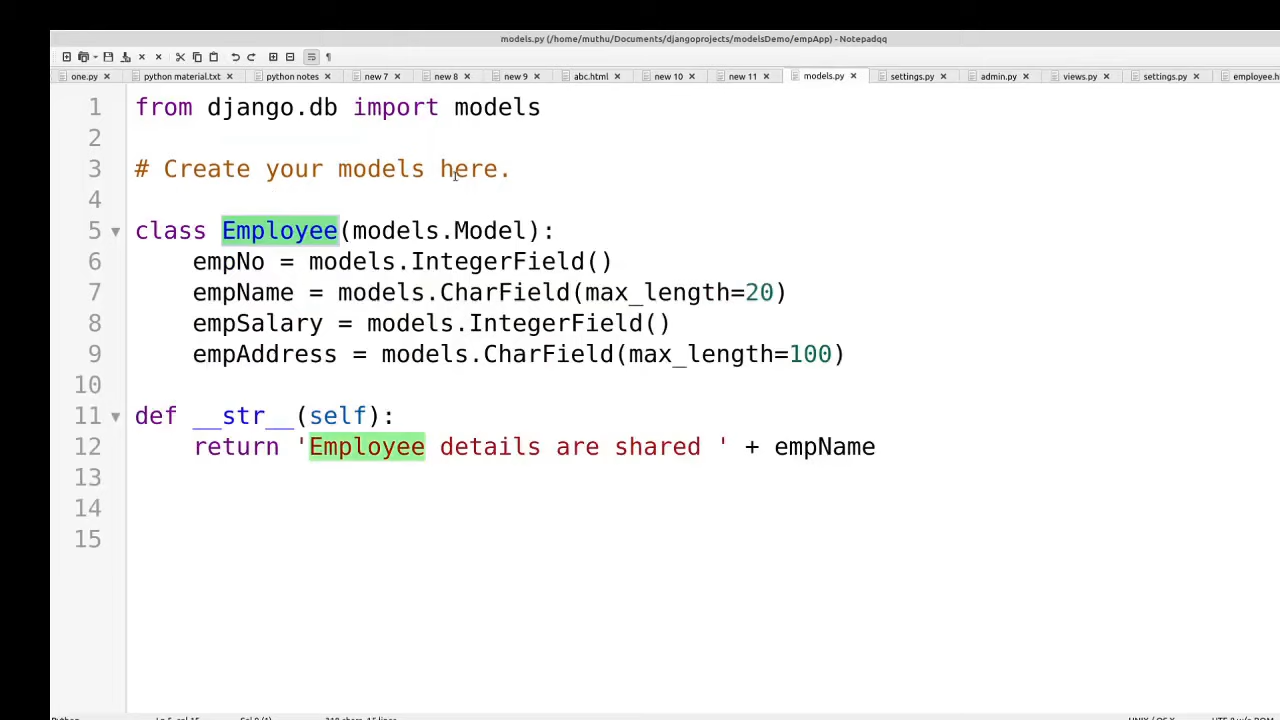 models.py (/home/muthu/Documents/djangoprojects/modelsDemo/empApp) - Notepadqq
one.py python material.txt python notes new 7 new 8 new 9 abc.html new 10 new 11 models.py settings.py admin.py views.py settings.py employee.h
1 from django.db import models
2
3 # Create your models here.
4
5 class Employee(models.Model):
6 empNo = models.IntegerField()
7 empName = models.CharField(max_length=20)
8 empSalary = models.IntegerField()
9 empAddress = models.CharField(max_length=100)
10
11 def __str__(self):
12 return 'Employee details are shared ' + empName
13
14
15